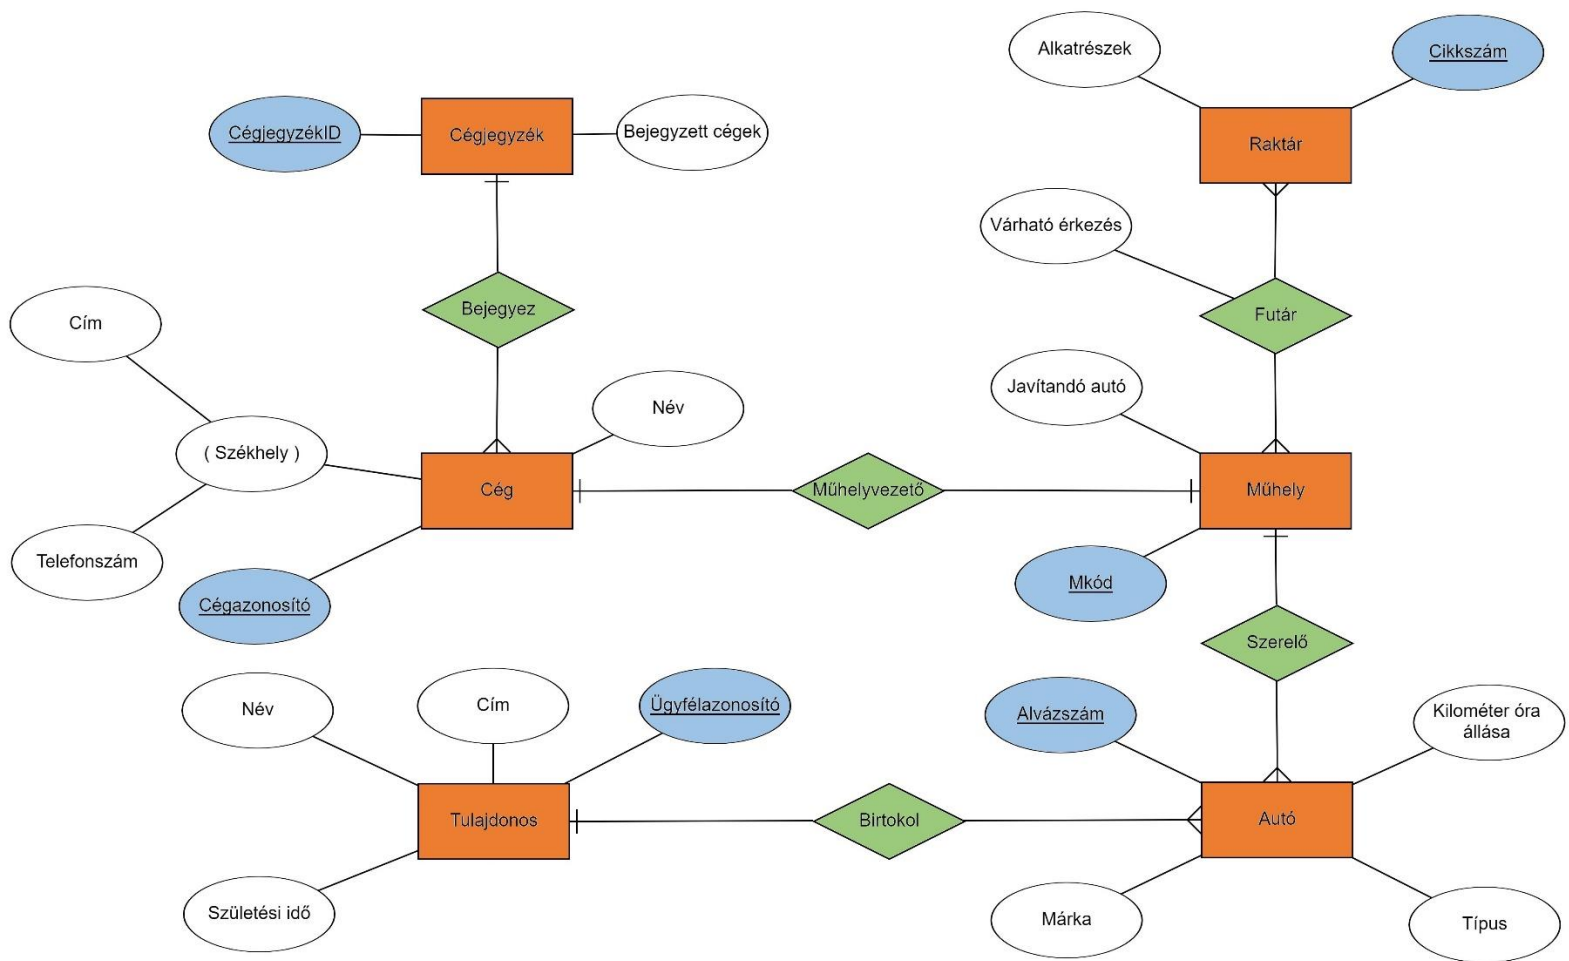 Alkatrészek
Cikkszám
CégjegyzékID
Cégjegyzék
Bejegyzett cégek
Raktár
Várható érkezés
Bejegyez
Futár
Cím
Javítandó autó
Név
( Székhely )
Cég
Műhelyvezető
Műhely
Telefonszám
Mkód
Cégazonosító
Szerelő
Név
Cím
Ügyfélazonosító
Alvázszám
Kilométer óra
állása
Tulajdonos
Birtokol
Autó
Születési idő
Márka
Típus